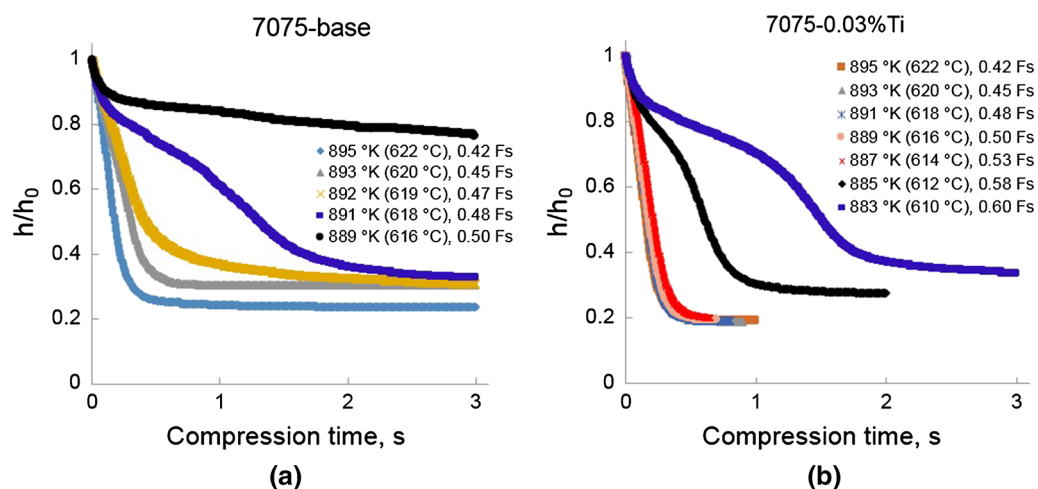 7075-base
1
0.8
0.6
0.4
0.2
0
h/h0
895 °K (622 °C), 0.42 Fs
893 °K (620 °C), 0.45 Fs
892 °K (619 °C), 0.47 Fs
891 °K (618 °C), 0.48 Fs
889 °K (616 °C), 0.50 Fs
0 1 2 3
Compression time, s
(a)
7075-0.03%Ti
1
0.8
0.6
0.4
0.2
0
h/h0
895 °K (622 °C), 0.42 Fs
893 °K (620 °C), 0.45 Fs
891 °K (618 °C), 0.48 Fs
889 °K (616 °C), 0.50 Fs
887 °K (614 °C), 0.53 Fs
885 °K (612 °C), 0.58 Fs
883 °K (610 °C), 0.60 Fs
0 1 2 3
Compression time, s
(b)